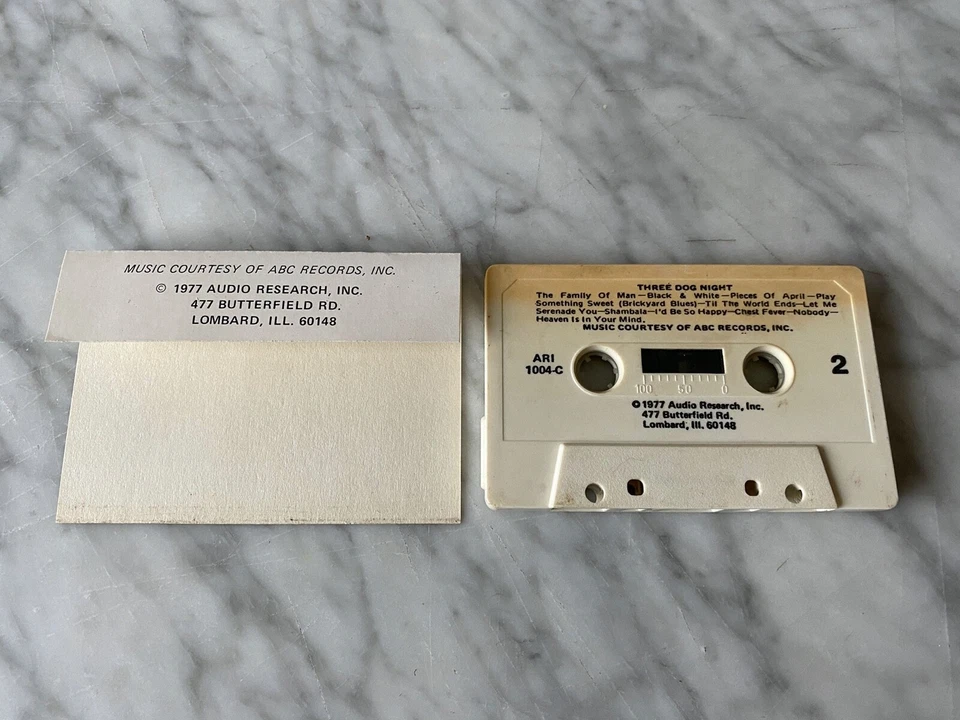 MUSIC COURTESY OF ABC RECORDS, INC.
© 1977 AUDIO RESEARCH, INC.
477 BUTTERFIELD RD.
LOMBARD, ILL. 60148
THREE DOG NIGHT
The Family Of Man—Black & White—Pieces Of April—Play
Something Sweet (Brickyard Blues)—Til The World Ends—Let Me
Serenade You—Shambala—I'd Be So Happy—Chest Fever—Nobody—
Heaven Is In Your Mind.
MUSIC COURTESY OF ABC RECORDS, INC.
ARI
1004-C
2
100 50 0
© 1977 Audio Research, Inc.
477 Butterfield Rd.
Lombard, Ill. 60148